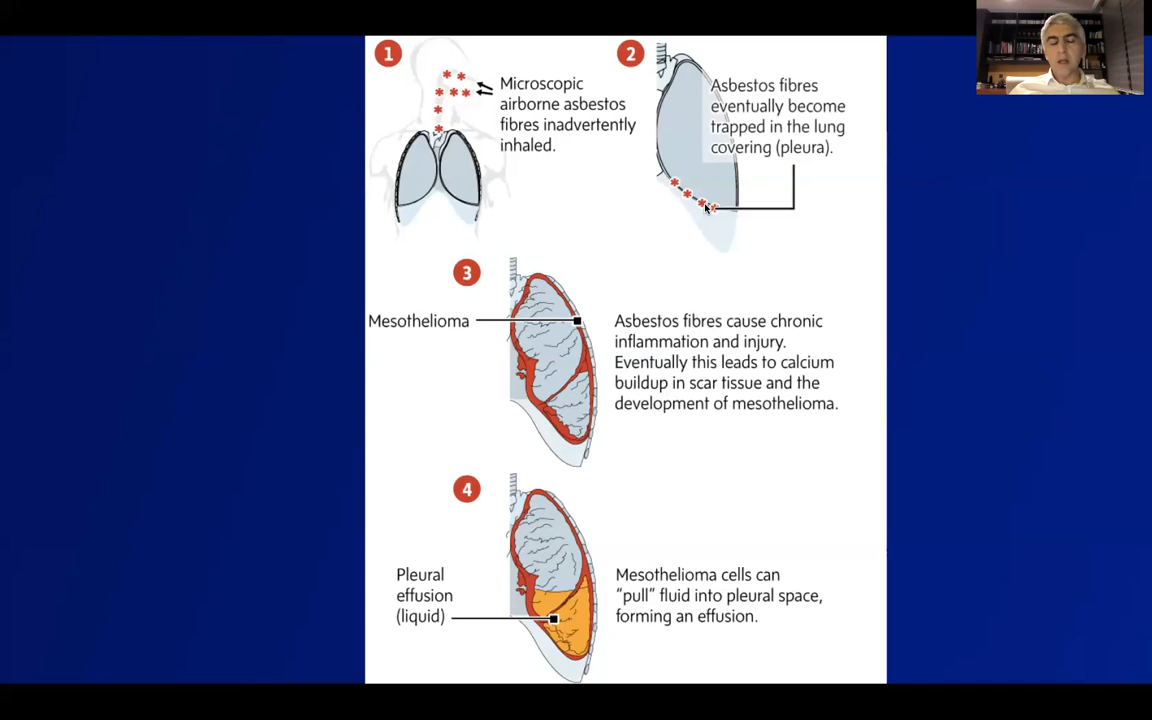 1
Microscopic
airborne asbestos
fibres inadvertently
inhaled.
2
Asbestos fibres
eventually become
trapped in the lung
covering (pleura).
3
Mesothelioma
Asbestos fibres cause chronic
inflammation and injury.
Eventually this leads to calcium
buildup in scar tissue and the
development of mesothelioma.
4
Pleural
effusion
(liquid)
Mesothelioma cells can
“pull” fluid into pleural space,
forming an effusion.